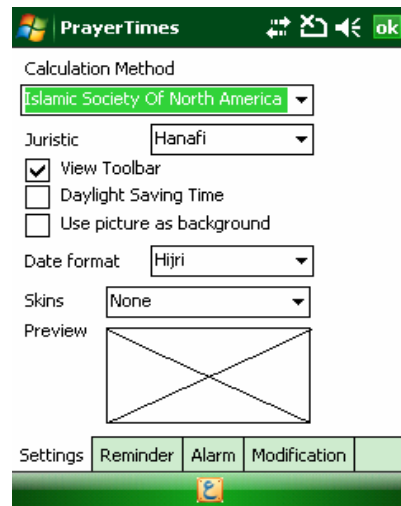 PrayerTimes ok
Calculation Method
Islamic Society Of North America
Juristic Hanafi
View Toolbar
Daylight Saving Time
Use picture as background
Date format Hijri
Skins None
Preview
Settings Reminder Alarm Modification
ع